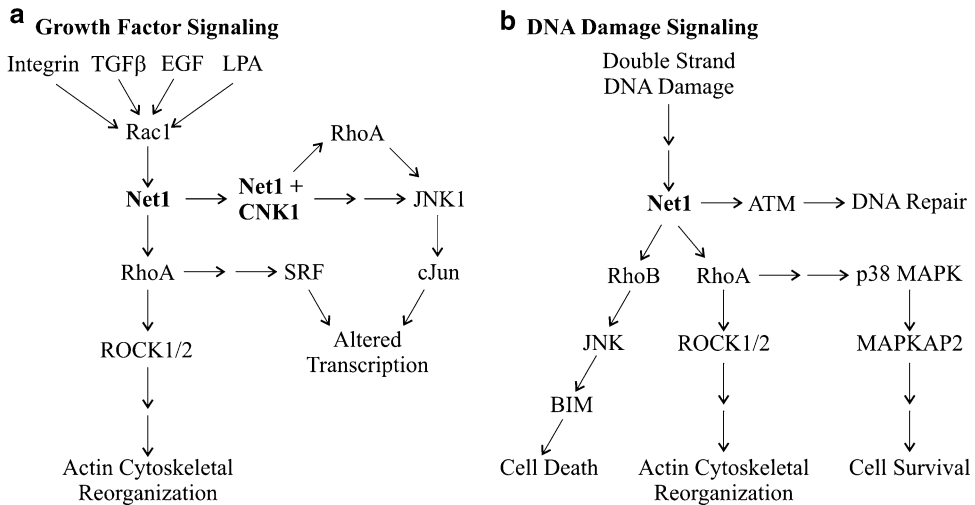 a Growth Factor Signaling
Integrin TGFβ EGF LPA
Rac1
RhoA
Net1
Net1 +
CNK1
JNK1
RhoA
SRF
cJun
ROCK1/2
Altered
Transcription
Actin Cytoskeletal
Reorganization
b DNA Damage Signaling
Double Strand
DNA Damage
Net1
ATM
DNA Repair
RhoB
RhoA
p38 MAPK
JNK
ROCK1/2
MAPKAP2
BIM
Cell Death
Actin Cytoskeletal
Reorganization
Cell Survival